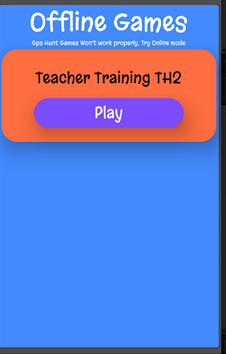 Offline Games
Gps Hunt Games Won't work properly, Try Online mode
Teacher Training TH2
Play